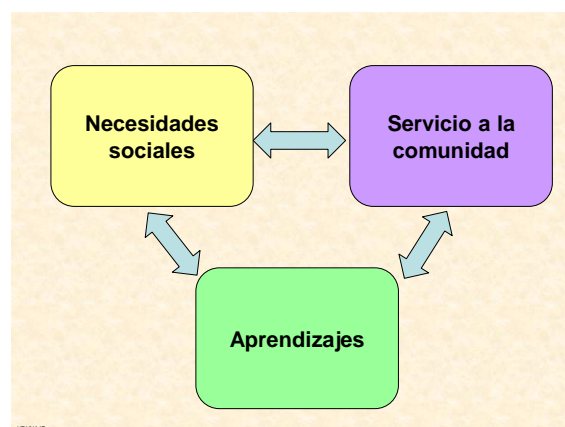 Necesidades
sociales
Servicio a la
comunidad
Aprendizajes